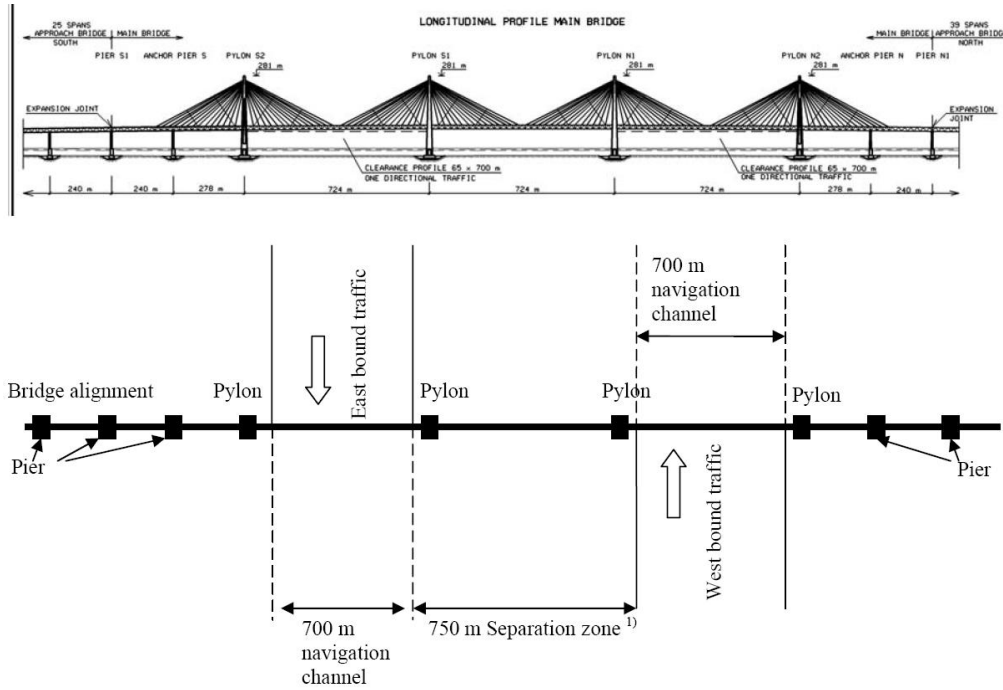 LONGITUDINAL PROFILE MAIN BRIDGE
25 SPANS
APPROACH BRIDGE MAIN BRIDGE
SOUTH
39 SPANS
MAIN BRIDGE APPROACH BRIDG
NORTH
PIER S1 ANCHOR PIER S PYLON S2 PYLON S1 PYLON N1 PYLON N2 ANCHOR PIER N PIER N1
281 m 281 m 281 m 281 m
EXPANSION JOINT
EXPANSION
JOINT
CLEARANCE PROFILE 65 × 700 m
ONE DIRECTIONAL TRAFFIC
CLEARANCE PROFILE 65 × 700 m
ONE DIRECTIONAL TRAFFIC
240 m 240 m 278 m 724 m 724 m 724 m 278 m 240 m
700 m
navigation
channel
East bound traffic
Bridge alignment Pylon Pylon Pylon Pylon
Pier Pier
West bound traffic
700 m
navigation
channel
750 m Separation zone 1)